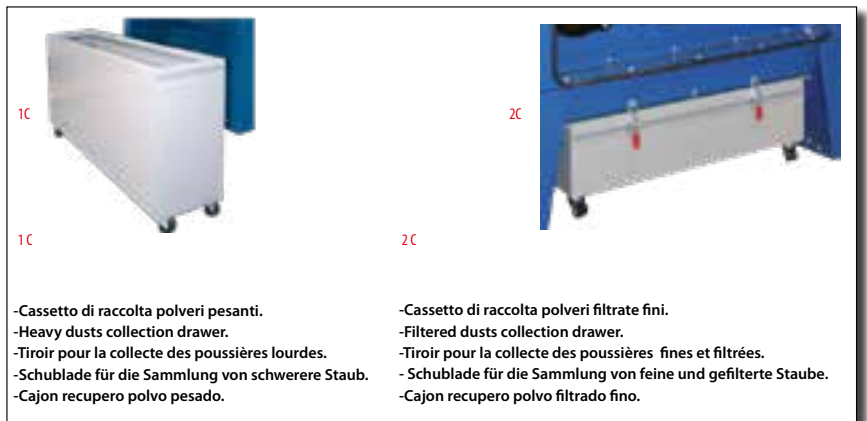 1C
2C
1 C
2 C
-Cassetto di raccolta polveri pesanti.
-Heavy dusts collection drawer.
-Tiroir pour la collecte des poussières lourdes.
-Schublade für die Sammlung von schwerere Staub.
-Cajon recupero polvo pesado.
-Cassetto di raccolta polveri filtrate fini.
-Filtered dusts collection drawer.
-Tiroir pour la collecte des poussières  fines et filtrées.
- Schublade für die Sammlung von feine und gefilterte Staube.
-Cajon recupero polvo filtrado fino.